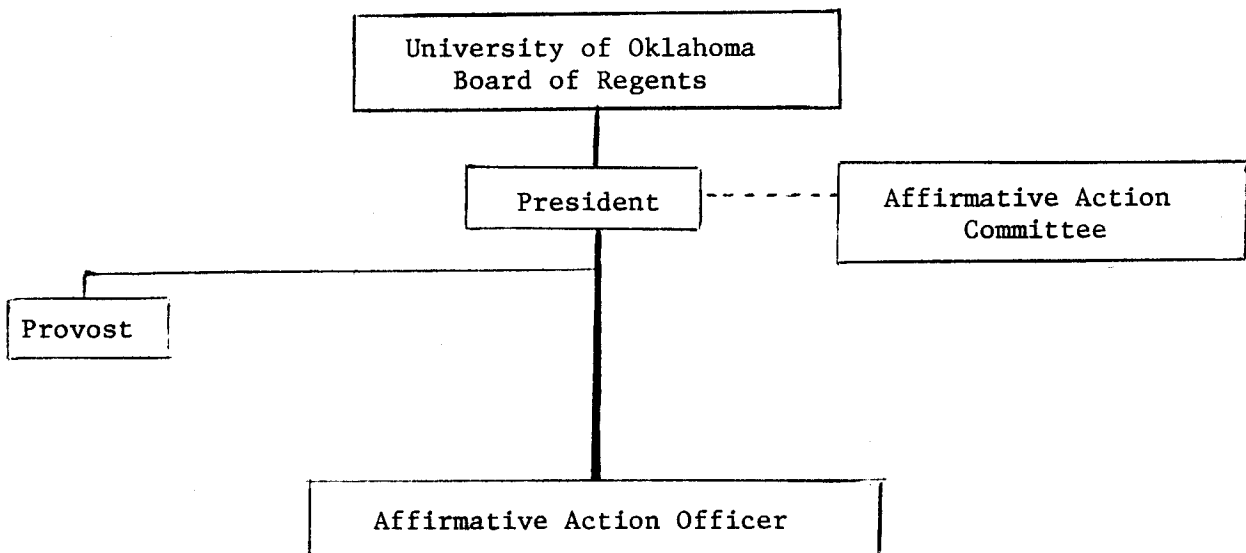 University of Oklahoma
Board of Regents
President
Affirmative Action
Committee
Provost
Affirmative Action Officer